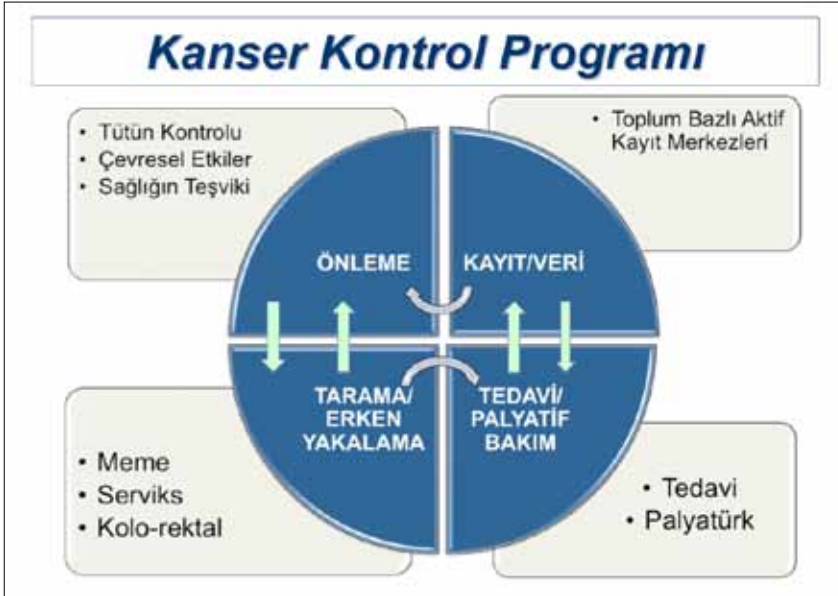 Kanser Kontrol Programı
• Tütün Kontrolu
• Çevresel Etkiler
• Sağlığın Teşviki
• Toplum Bazlı Aktif
Kayıt Merkezleri
ÖNLEME
KAYIT/VERİ
TARAMA/
ERKEN
YAKALAMA
TEDAVİ/
PALYATİF
BAKIM
• Meme
• Serviks
• Kolo-rektal
• Tedavi
• Palyatürk